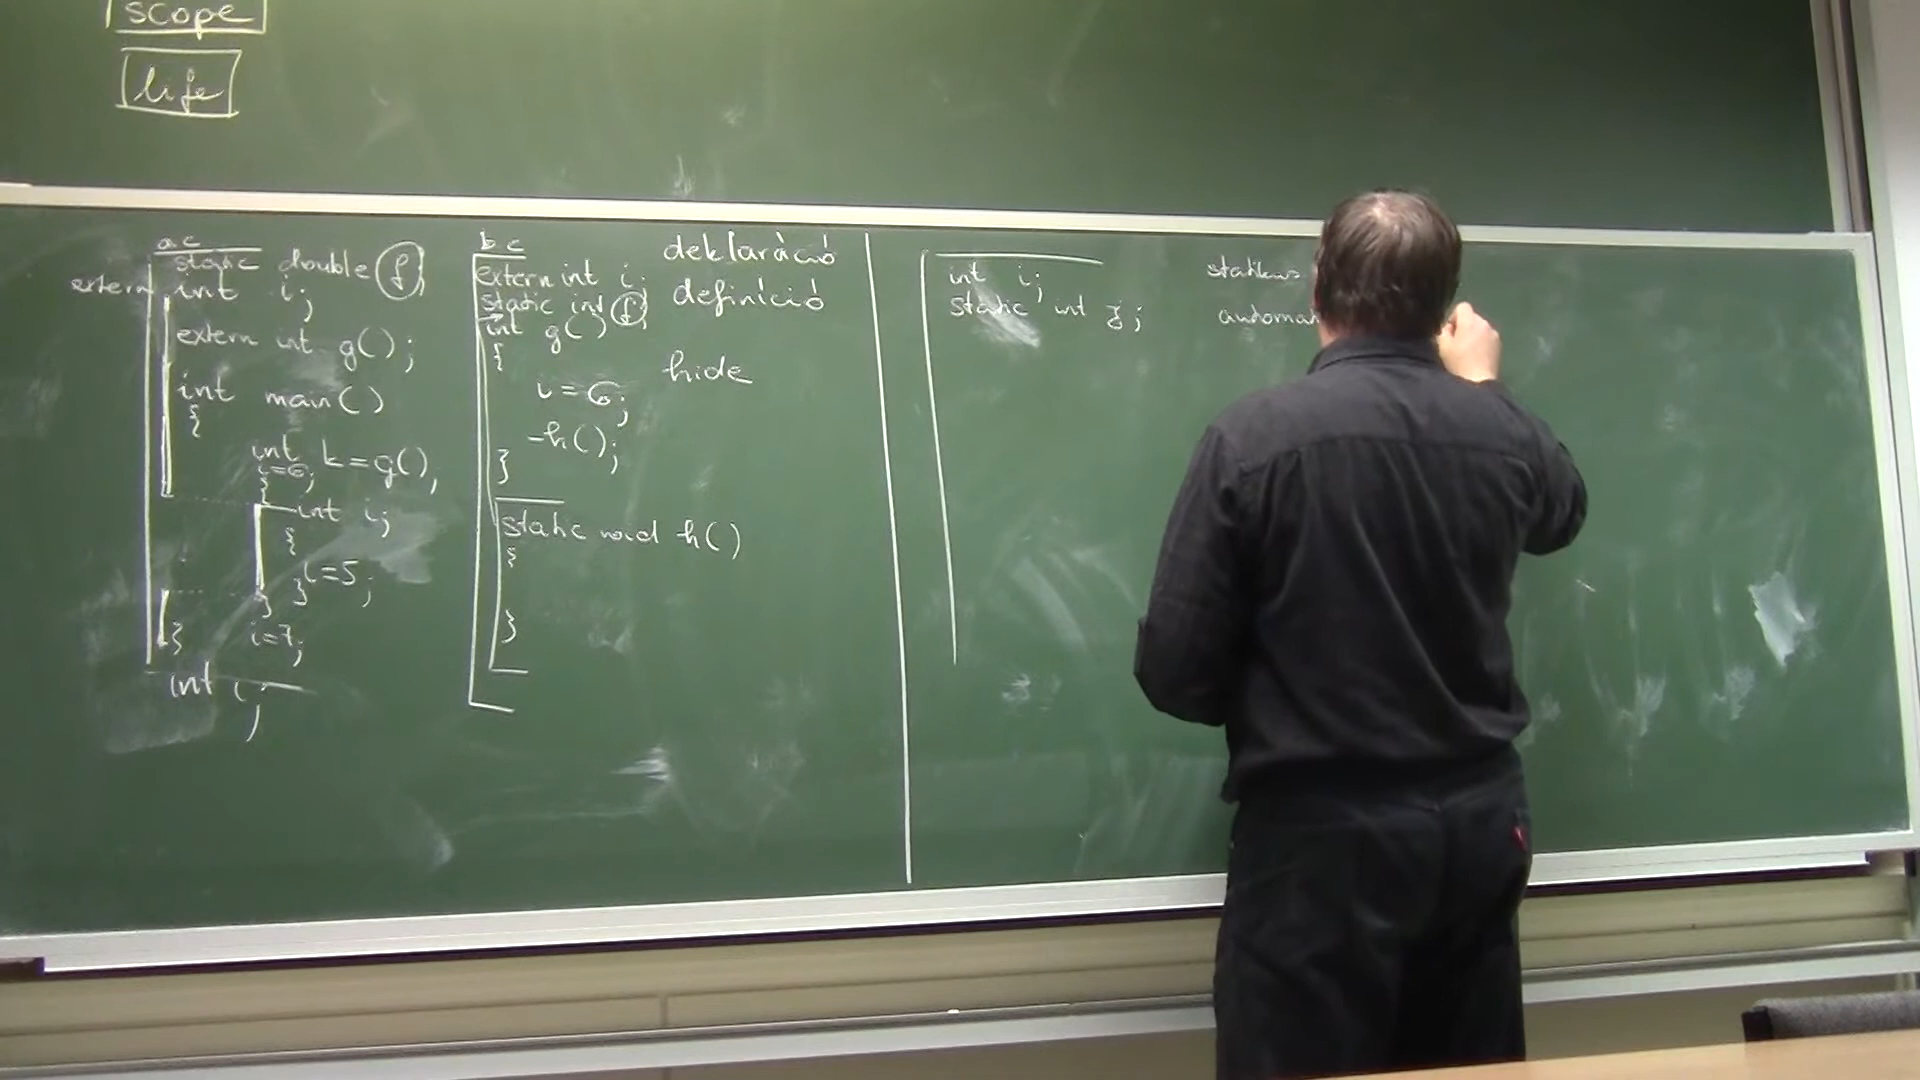 scope
life
a c
static double f,
extern int i;
extern int g();
int main()
{
int k=g(),
i=6;
{
int i;
{
i=5;
}
}
i=7;
}
int i;
b c
extern int i;
static int f,
int g()
{
i=6;
h();
}
static void h()
{
}
deklaráció
definíció
hide
int i;
static int j;
statikus
automat